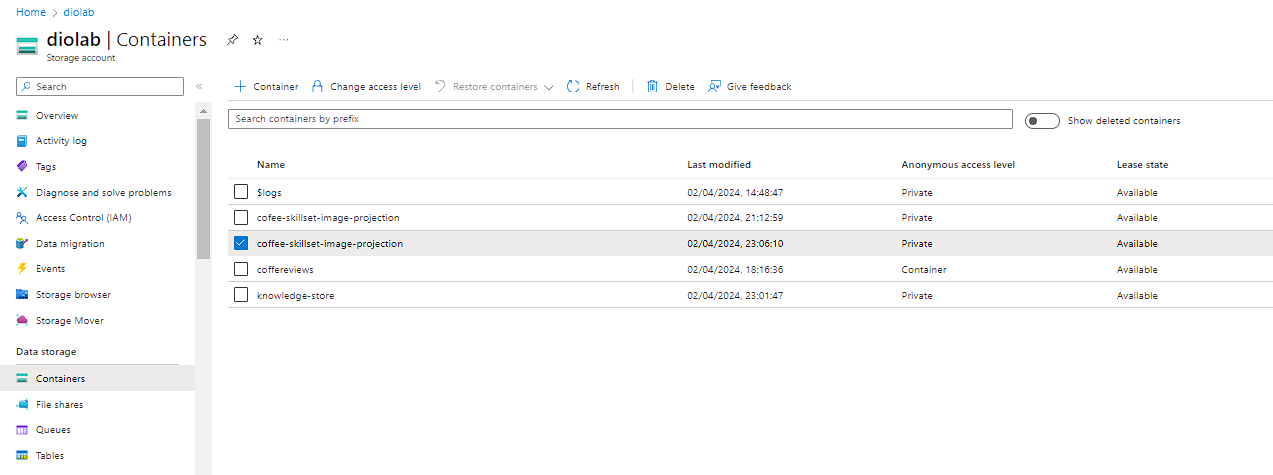 Home > diolab
diolab | Containers
Storage account
Search
Overview
Activity log
Tags
Diagnose and solve problems
Access Control (IAM)
Data migration
Events
Storage browser
Storage Mover
Data storage
Containers
File shares
Queues
Tables
Container Change access level Restore containers Refresh Delete Give feedback
Search containers by prefix Show deleted containers
Name Last modified Anonymous access level Lease state
$logs 02/04/2024, 14:48:47 Private Available
cofee-skillset-image-projection 02/04/2024, 21:12:59 Private Available
coffee-skillset-image-projection 02/04/2024, 23:06:10 Private Available
coffereviews 02/04/2024, 18:16:36 Container Available
knowledge-store 02/04/2024, 23:01:47 Private Available